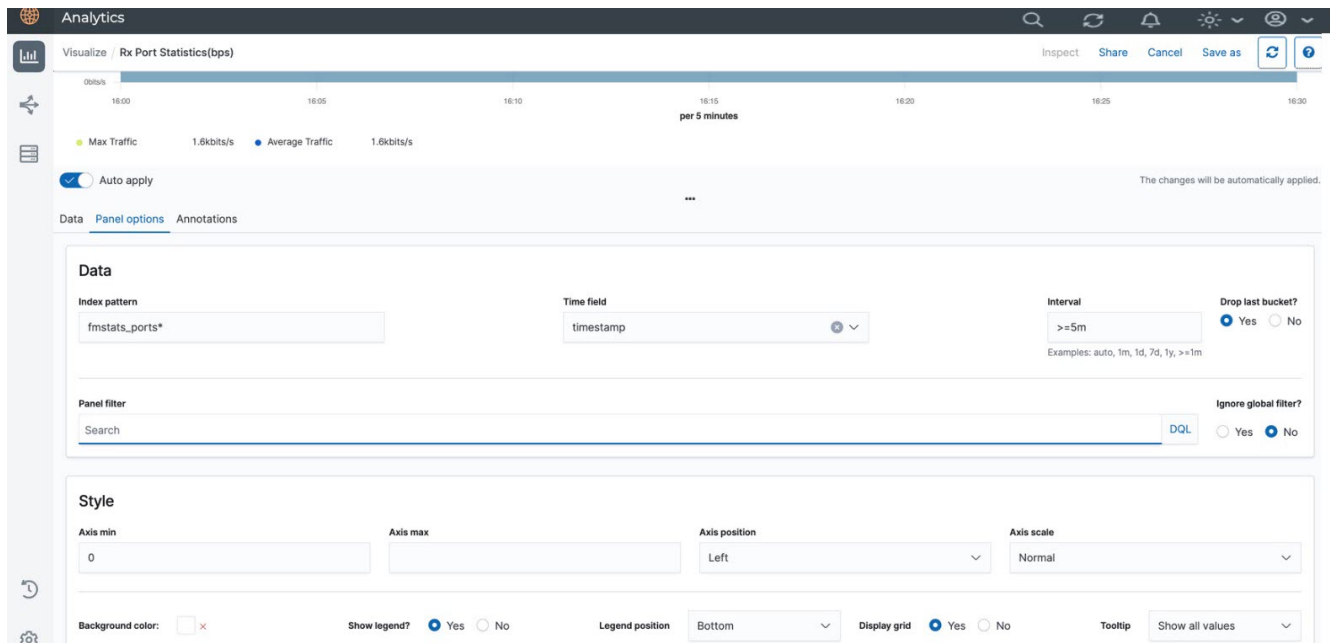 Analytics
Visualize / Rx Port Statistics(bps) Inspect Share Cancel Save as
0bits/s
16:00 16:05 16:10 16:15 16:20 16:25 16:30
per 5 minutes
Max Traffic 1.6kbits/s Average Traffic 1.6kbits/s
Auto apply The changes will be automatically applied.
Data Panel options Annotations
Data
Index pattern Time field Interval Drop last bucket?
fmstats_ports* timestamp >=5m Yes No
Examples: auto, 1m, 1d, 7d, 1y, >=1m
Panel filter Ignore global filter?
Search DQL Yes No
Style
Axis min Axis max Axis position Axis scale
0 Left Normal
Background color: Show legend? Yes No Legend position Bottom Display grid Yes No Tooltip Show all values